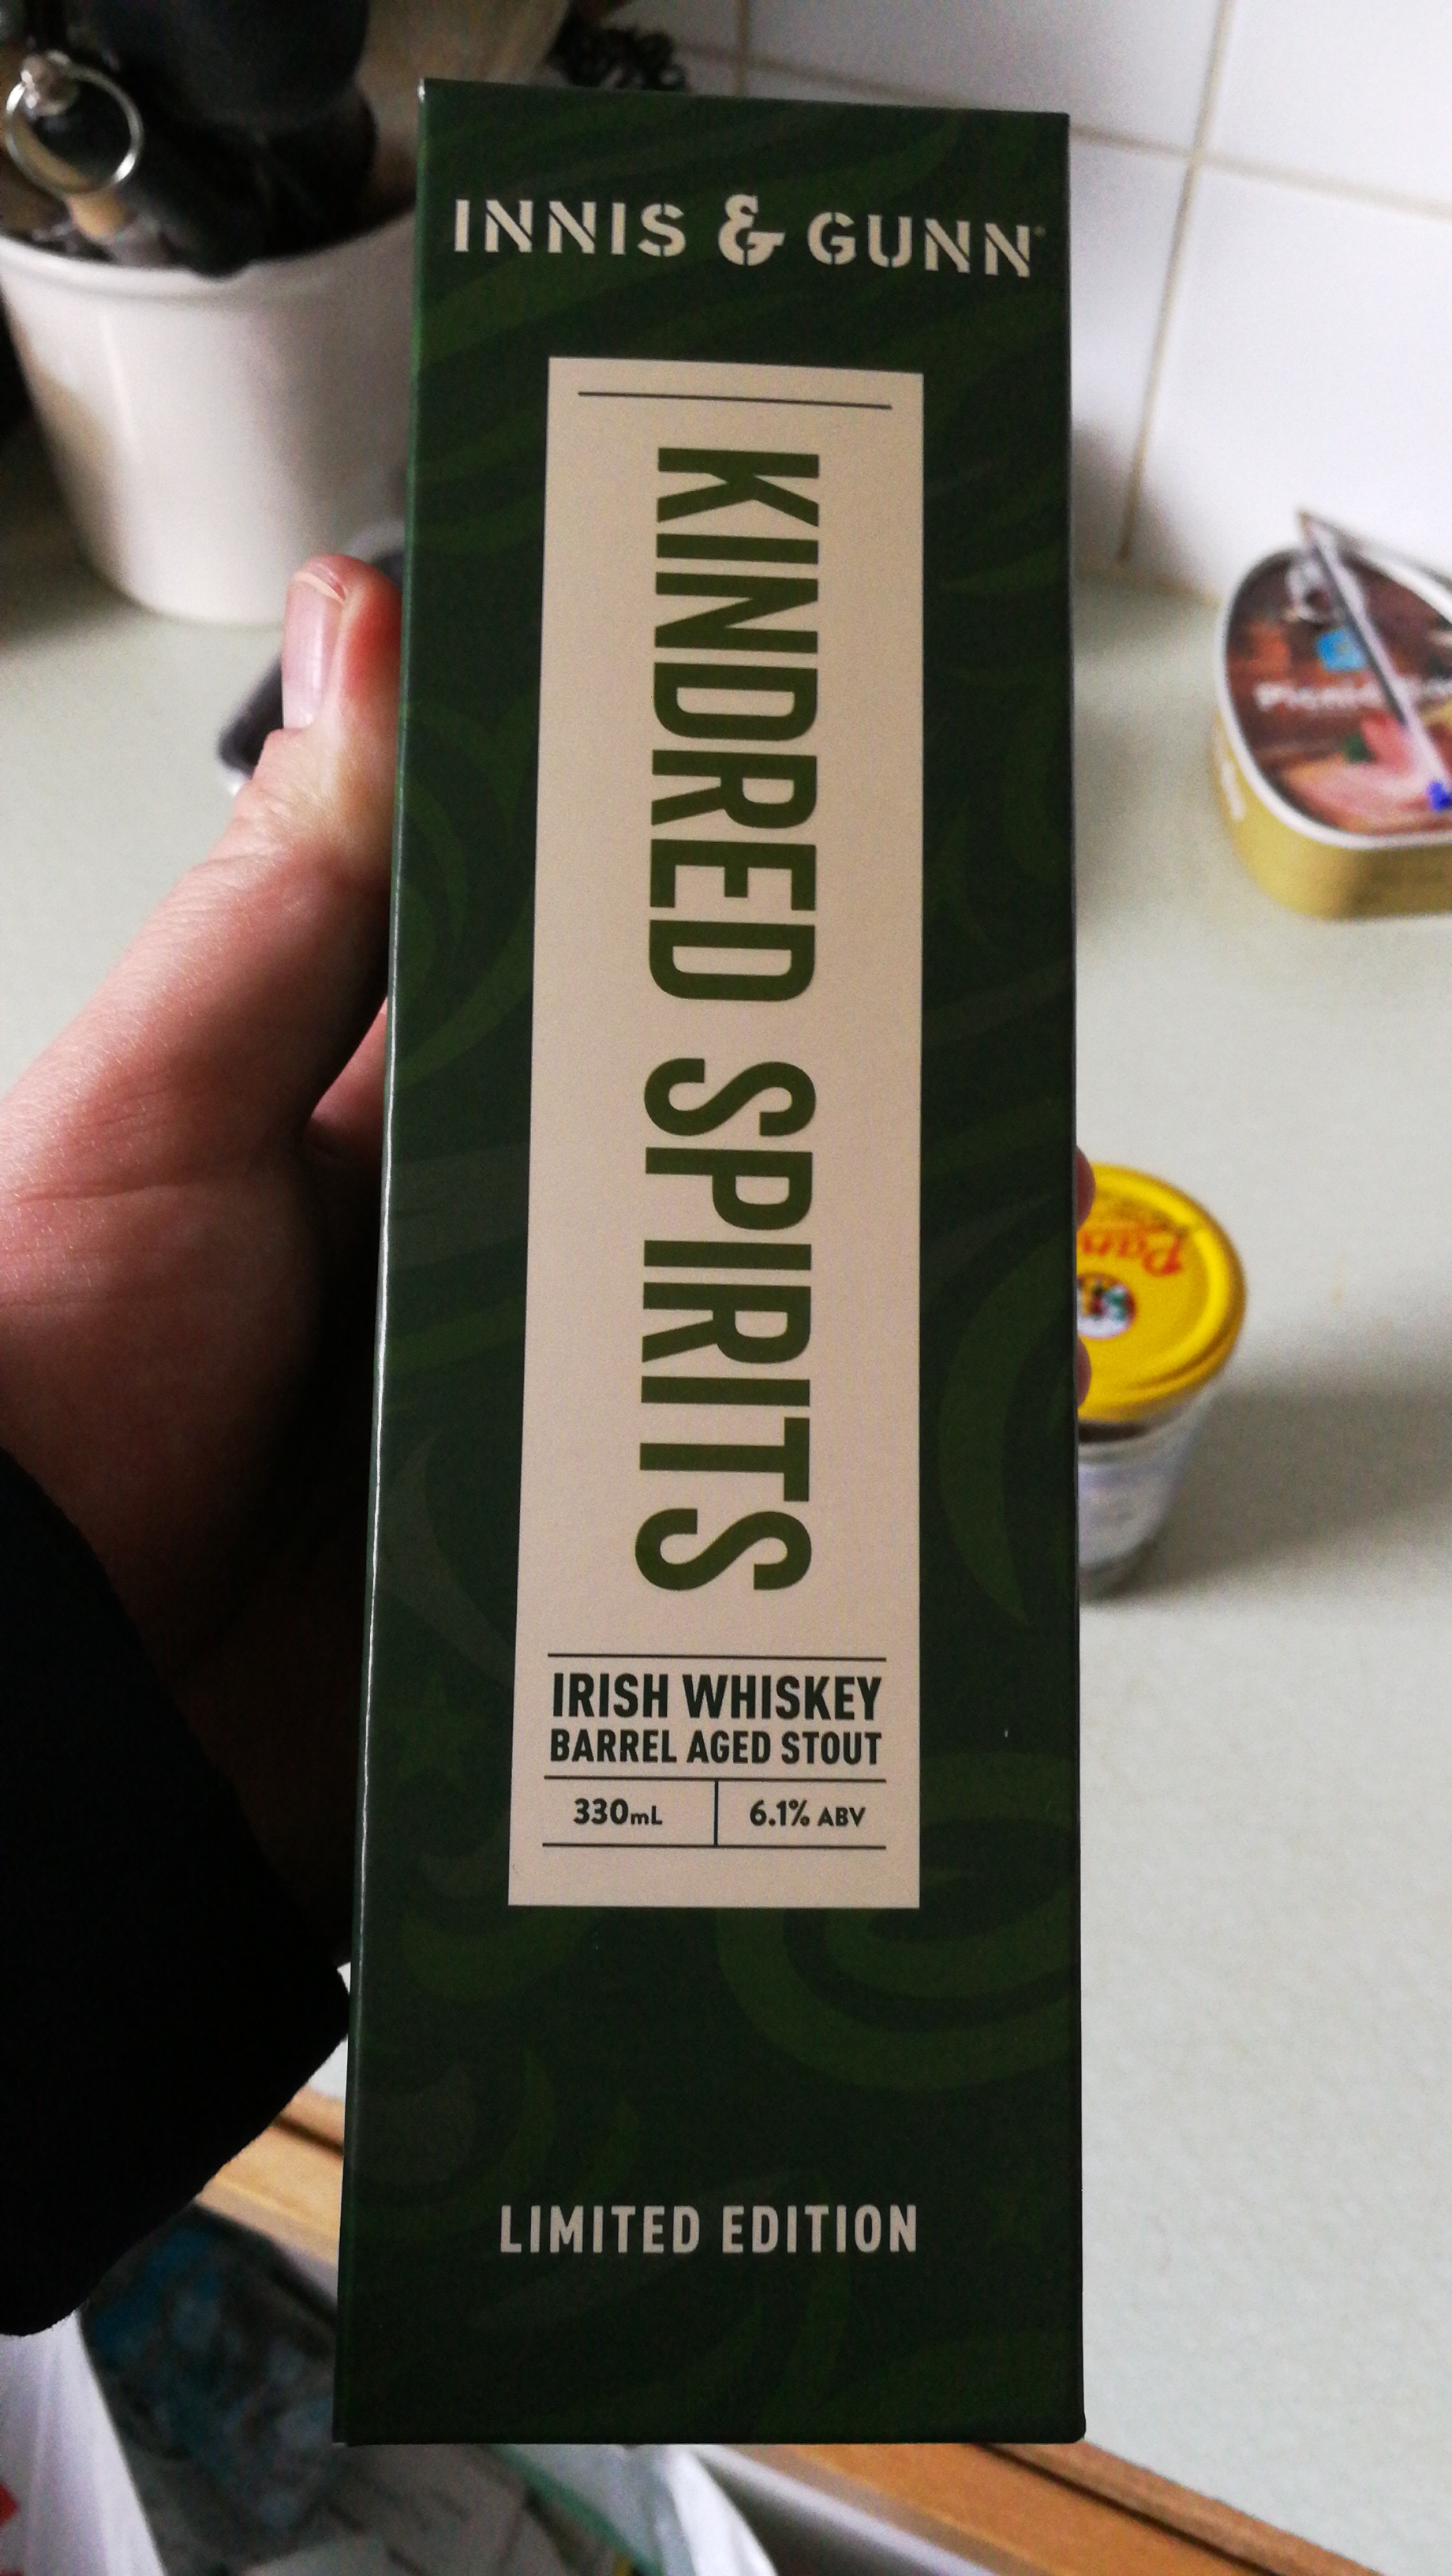 INNIS & GUNN
KINDRED SPIRITS
IRISH WHISKEY
BARREL AGED STOUT
330mL
6.1% ABV
LIMITED EDITION